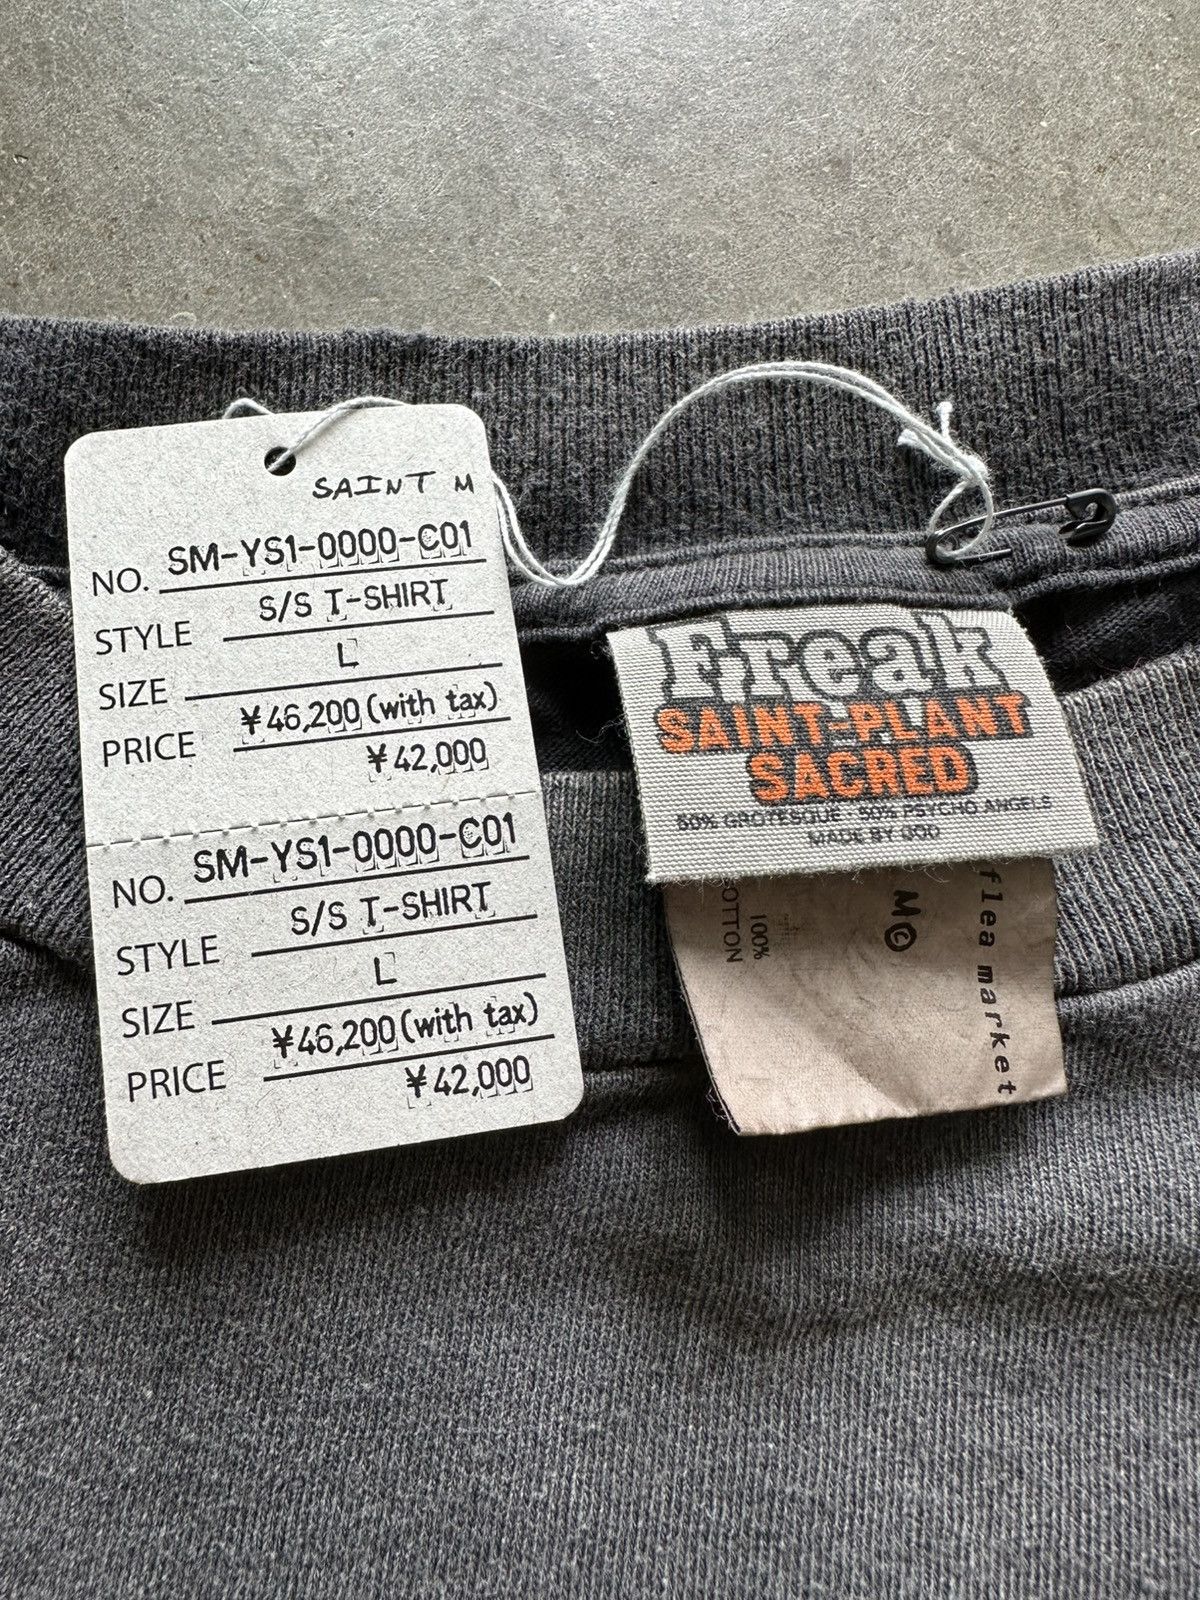 SAINT M
NO. SM-YS1-0000-C01
STYLE S/S T-SHIRT
SIZE L
PRICE ¥46,200(with tax)
¥42,000
NO. SM-YS1-0000-C01
STYLE S/S T-SHIRT
SIZE L
PRICE ¥46,200(with tax)
¥42,000
Freak
SAINT-PLANT
SACRED
50% GROTESQUE · 50% PSYCHO ANGELS
MADE BY GOD
flea market
M©
100%
COTTON